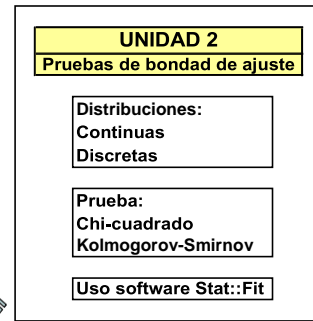 UNIDAD 2
Pruebas de bondad de ajuste
Distribuciones:
Continuas
Discretas
Prueba:
Chi-cuadrado
Kolmogorov-Smirnov
Uso software Stat::Fit